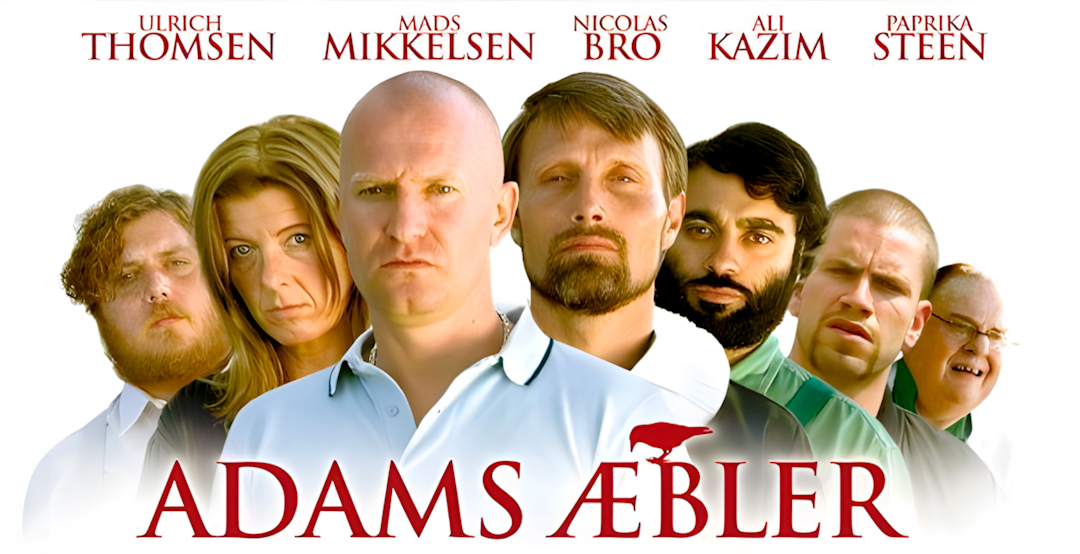 ULRICH
THOMSEN
MADS
MIKKELSEN
NICOLAS
BRO
ALI
KAZIM
PAPRIKA
STEEN
ADAMS ÆBLER